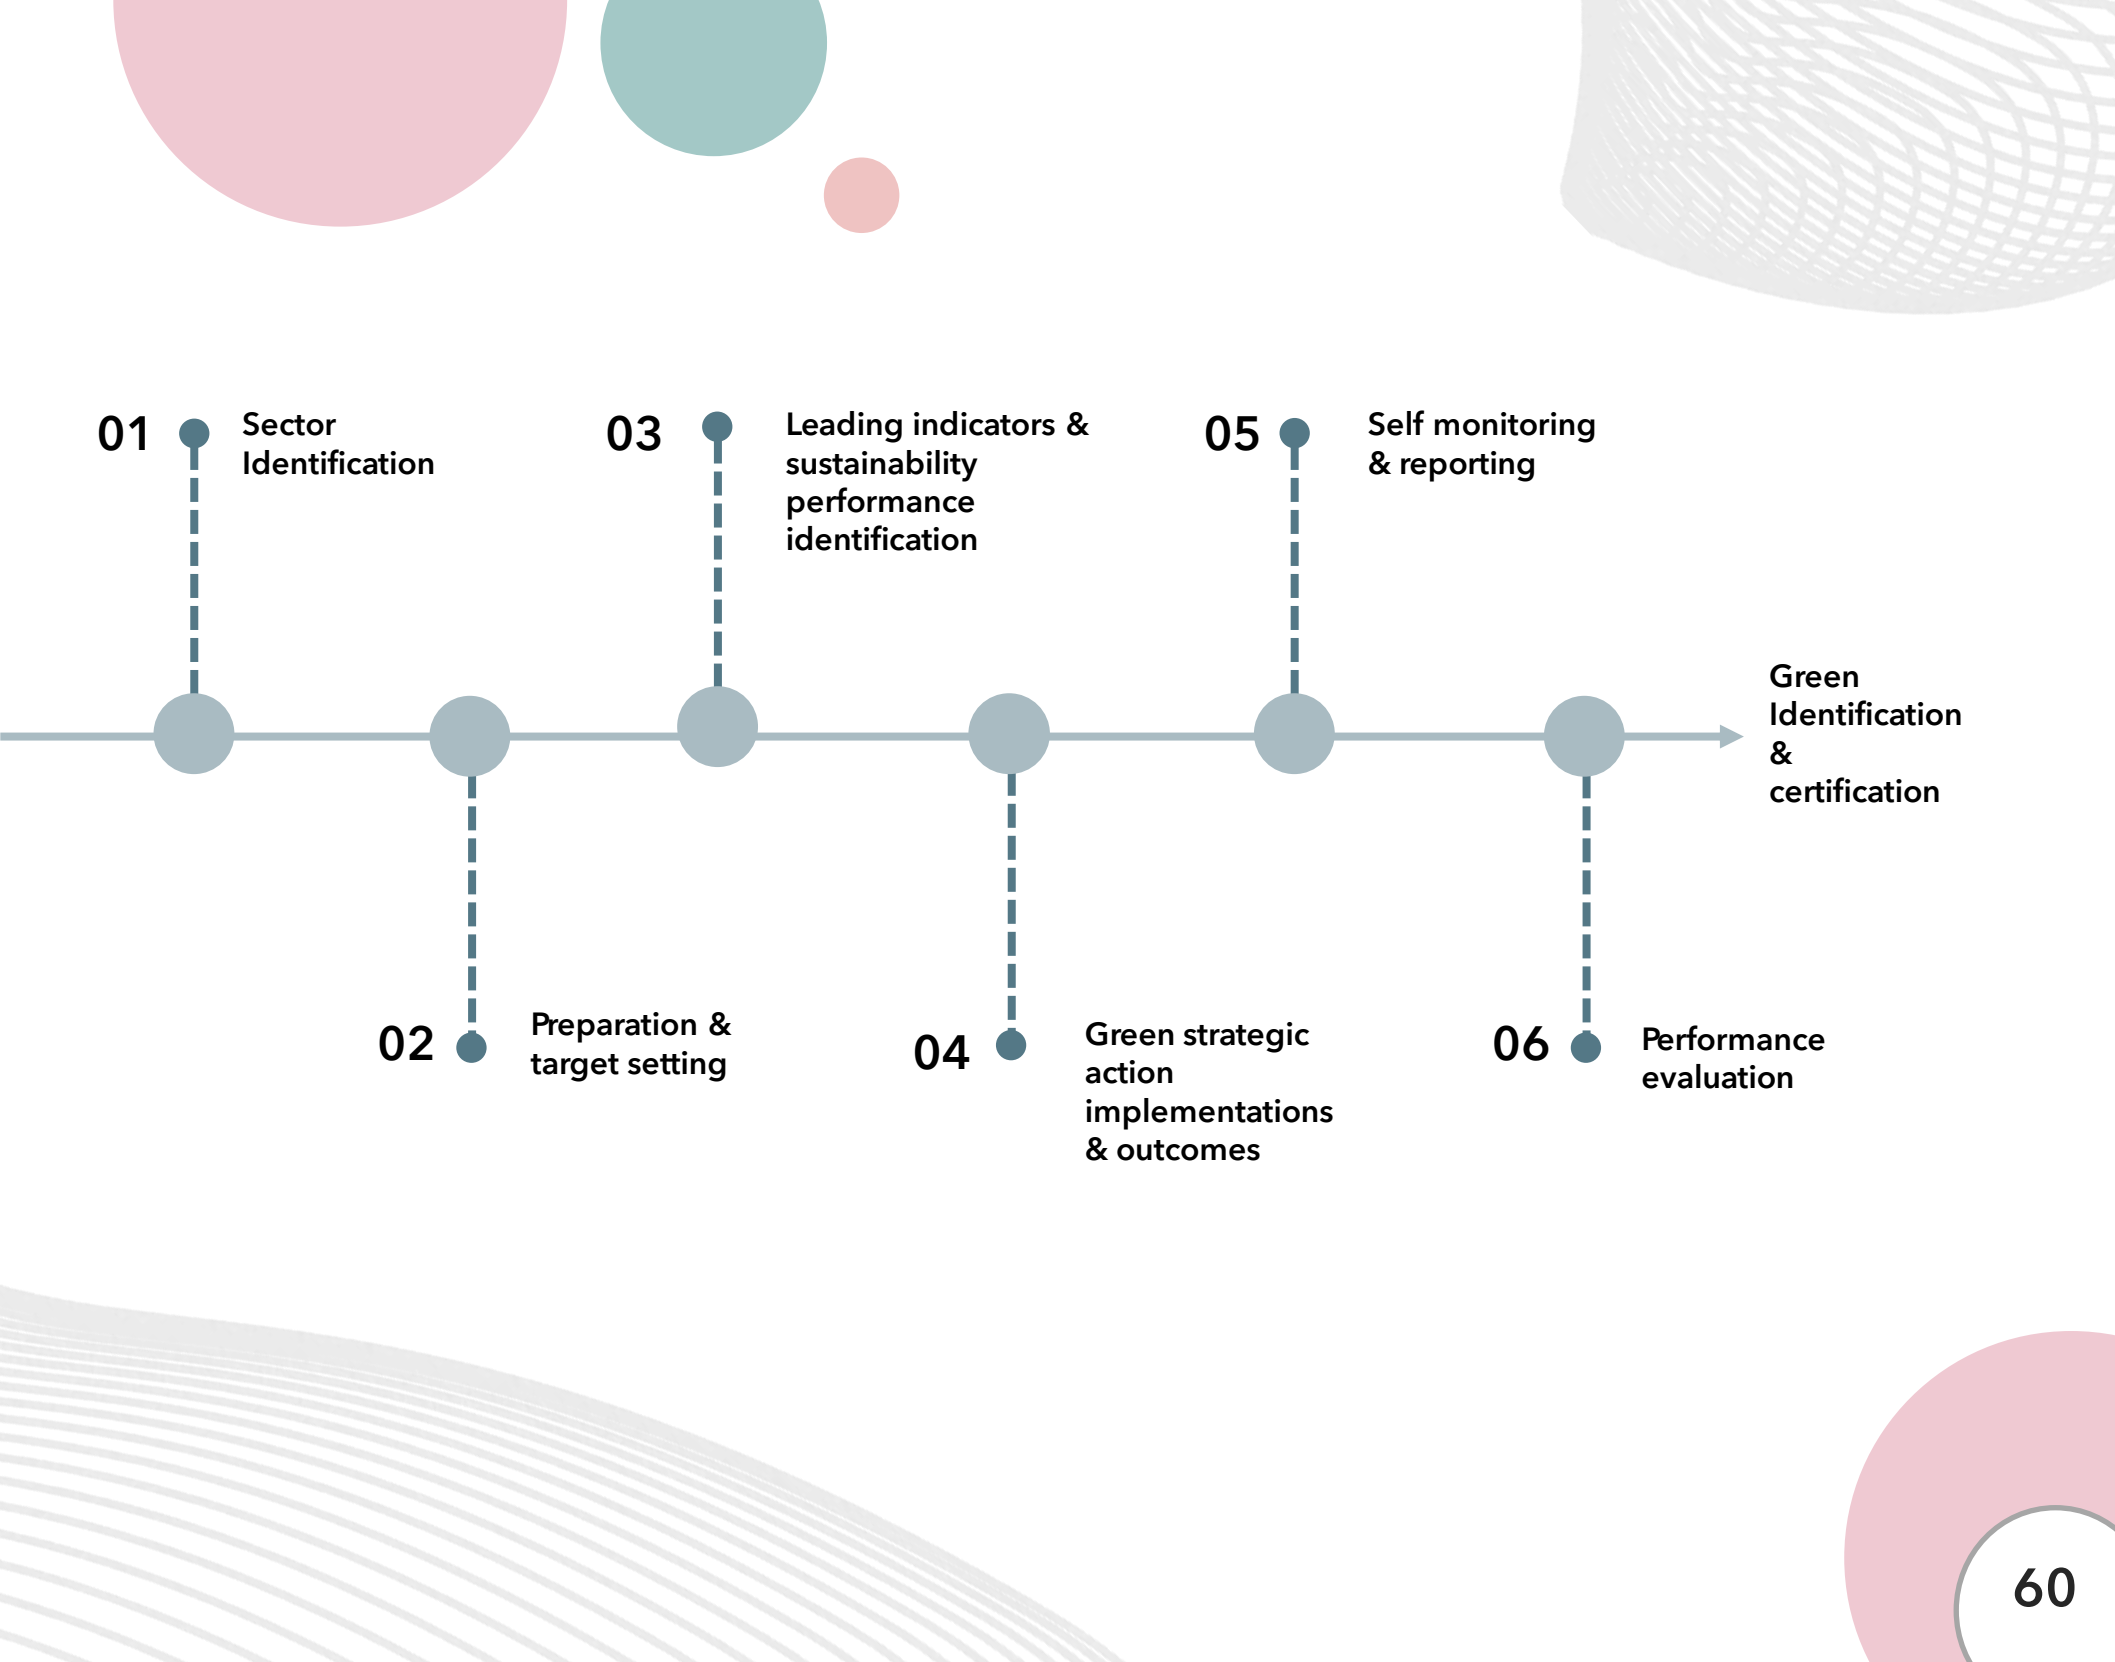 01
Sector
Identification
03
Leading indicators &
sustainability
performance
identification
05
Self monitoring
& reporting
Green
Identification
&
certification
02
Preparation &
target setting
04
Green strategic
action
implementations
& outcomes
06
Performance
evaluation
60